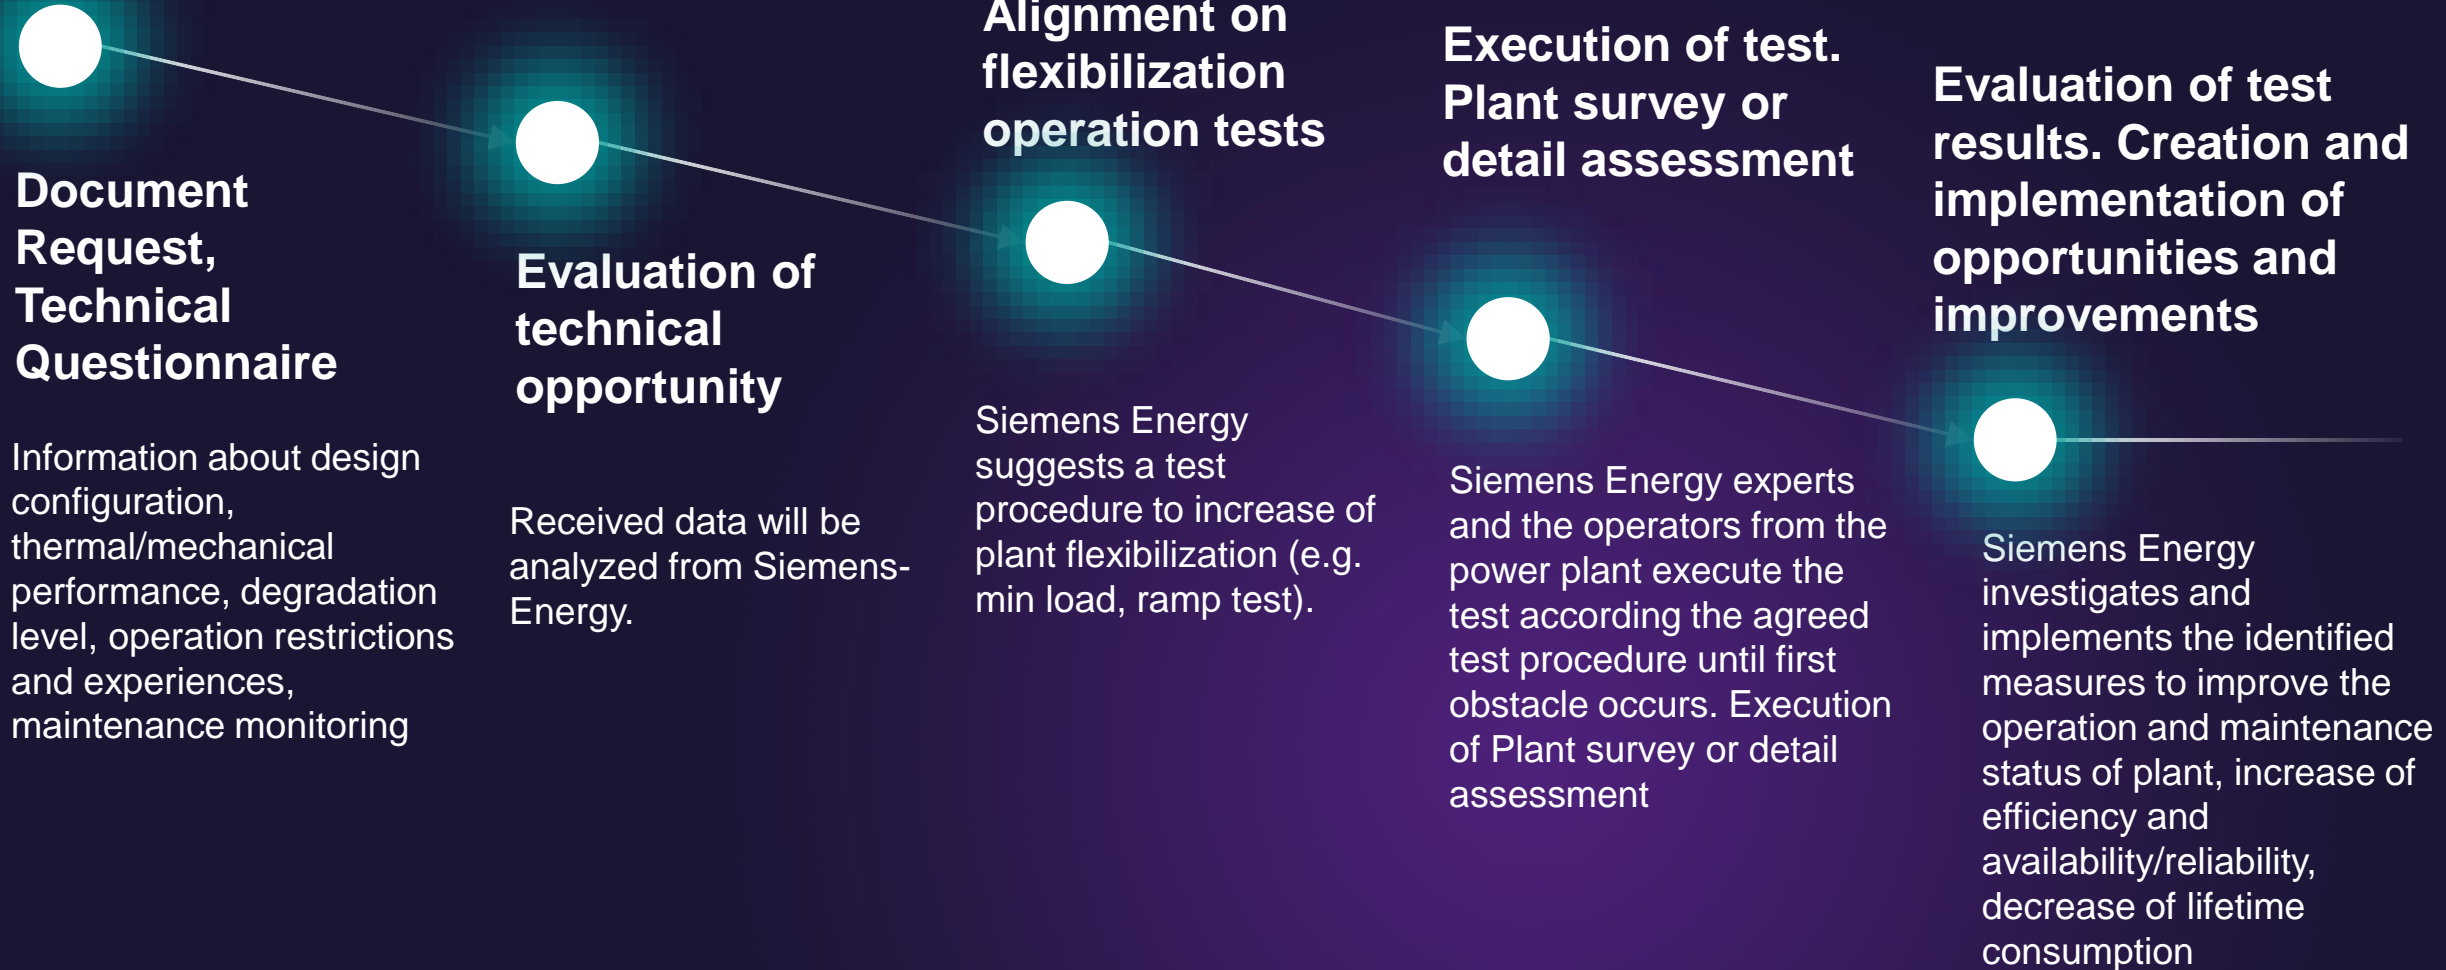 Document
Request,
Technical
Questionnaire
Information about design
configuration,
thermal/mechanical
performance, degradation
level, operation restrictions
and experiences,
maintenance monitoring
Evaluation of
technical
opportunity
Received data will be
analyzed from Siemens-
Energy.
Alignment on
flexibilization
operation tests
Siemens Energy
suggests a test
procedure to increase of
plant flexibilization (e.g.
min load, ramp test).
Execution of test.
Plant survey or
detail assessment
Siemens Energy experts
and the operators from the
power plant execute the
test according the agreed
test procedure until first
obstacle occurs. Execution
of Plant survey or detail
assessment
Evaluation of test
results. Creation and
implementation of
opportunities and
improvements
Siemens Energy
investigates and
implements the identified
measures to improve the
operation and maintenance
status of plant, increase of
efficiency and
availability/reliability,
decrease of lifetime
consumption